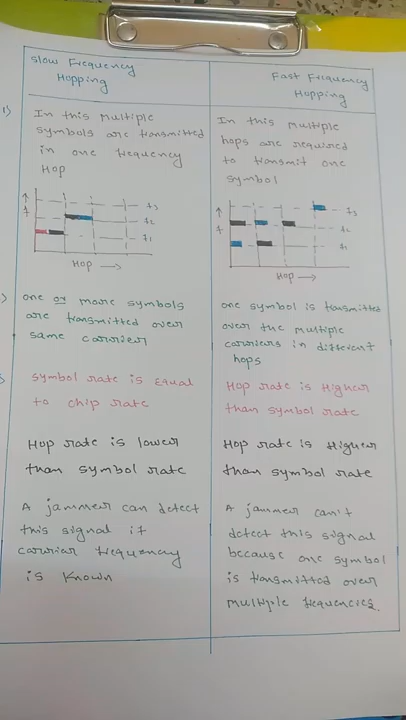 Slow Frequency
Hopping
Fast Frequency
Hopping
1)
In this multiple
symbols are transmitted
in one frequency
Hop
In this multiple
hops are required
to transmit one
symbol
↑
f
f3
f2
f1
Hop →
↑
f
f3
f2
f1
Hop →
one or more symbols
are transmitted over
same carrier
one symbol is transmitted
over the multiple
carriers in different
hops
symbol rate is equal
to chip rate
Hop rate is Higher
than symbol rate
Hop rate is lower
than symbol rate
Hop rate is Higher
than symbol rate
A jammer can detect
this signal if
carrier frequency
is known
A jammer can't
detect this signal
because one symbol
is transmitted over
multiple frequencies.